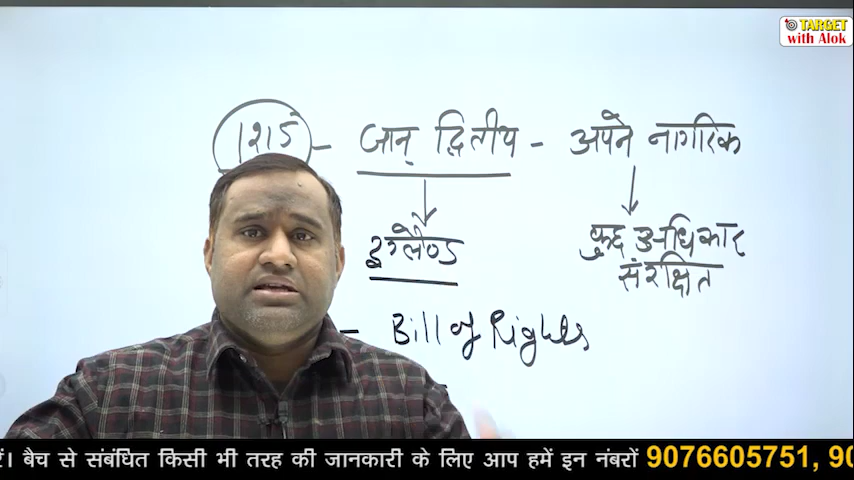 TARGET
with Alok
1215 - जान द्वितीय - अपने नागरिक
इंग्लैण्ड
कुछ अधिकार
संरक्षित
- Bill of Rights
रें। बैच से संबंधित किसी भी तरह की जानकारी के लिए आप हमें इन नंबरों 9076605751, 90